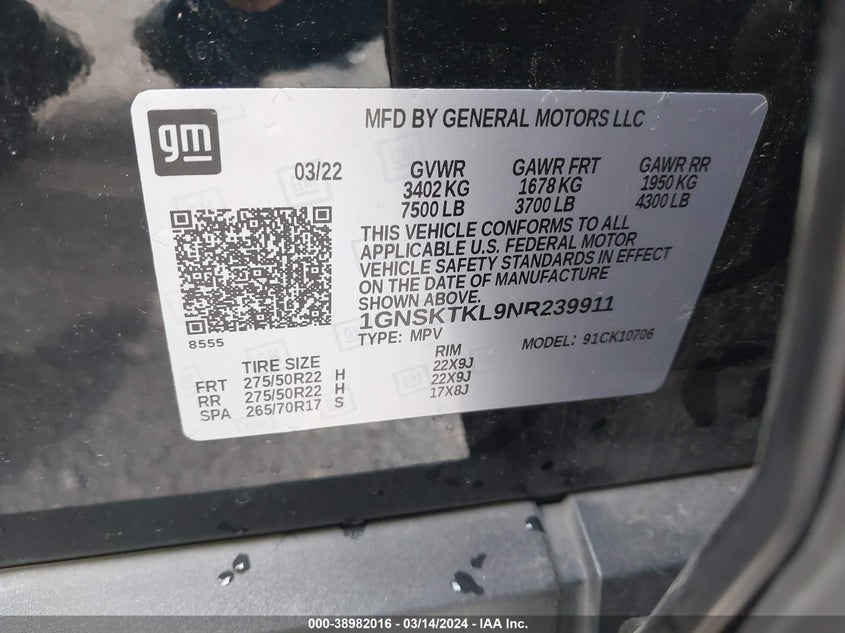 gm
MFD BY GENERAL MOTORS LLC
03/22
GVWR GAWR FRT GAWR RR
3402 KG 1678 KG 1950 KG
7500 LB 3700 LB 4300 LB
THIS VEHICLE CONFORMS TO ALL
APPLICABLE U.S. FEDERAL MOTOR
VEHICLE SAFETY STANDARDS IN EFFECT
ON THE DATE OF MANUFACTURE
SHOWN ABOVE.
1GNSKTKL9NR239911
8555
TYPE: MPV MODEL: 91CK10706
TIRE SIZE RIM
FRT 275/50R22 H 22X9J
RR 275/50R22 H 22X9J
SPA 265/70R17 S 17X8J
000-38982016 - 03/14/2024 - IAA Inc.